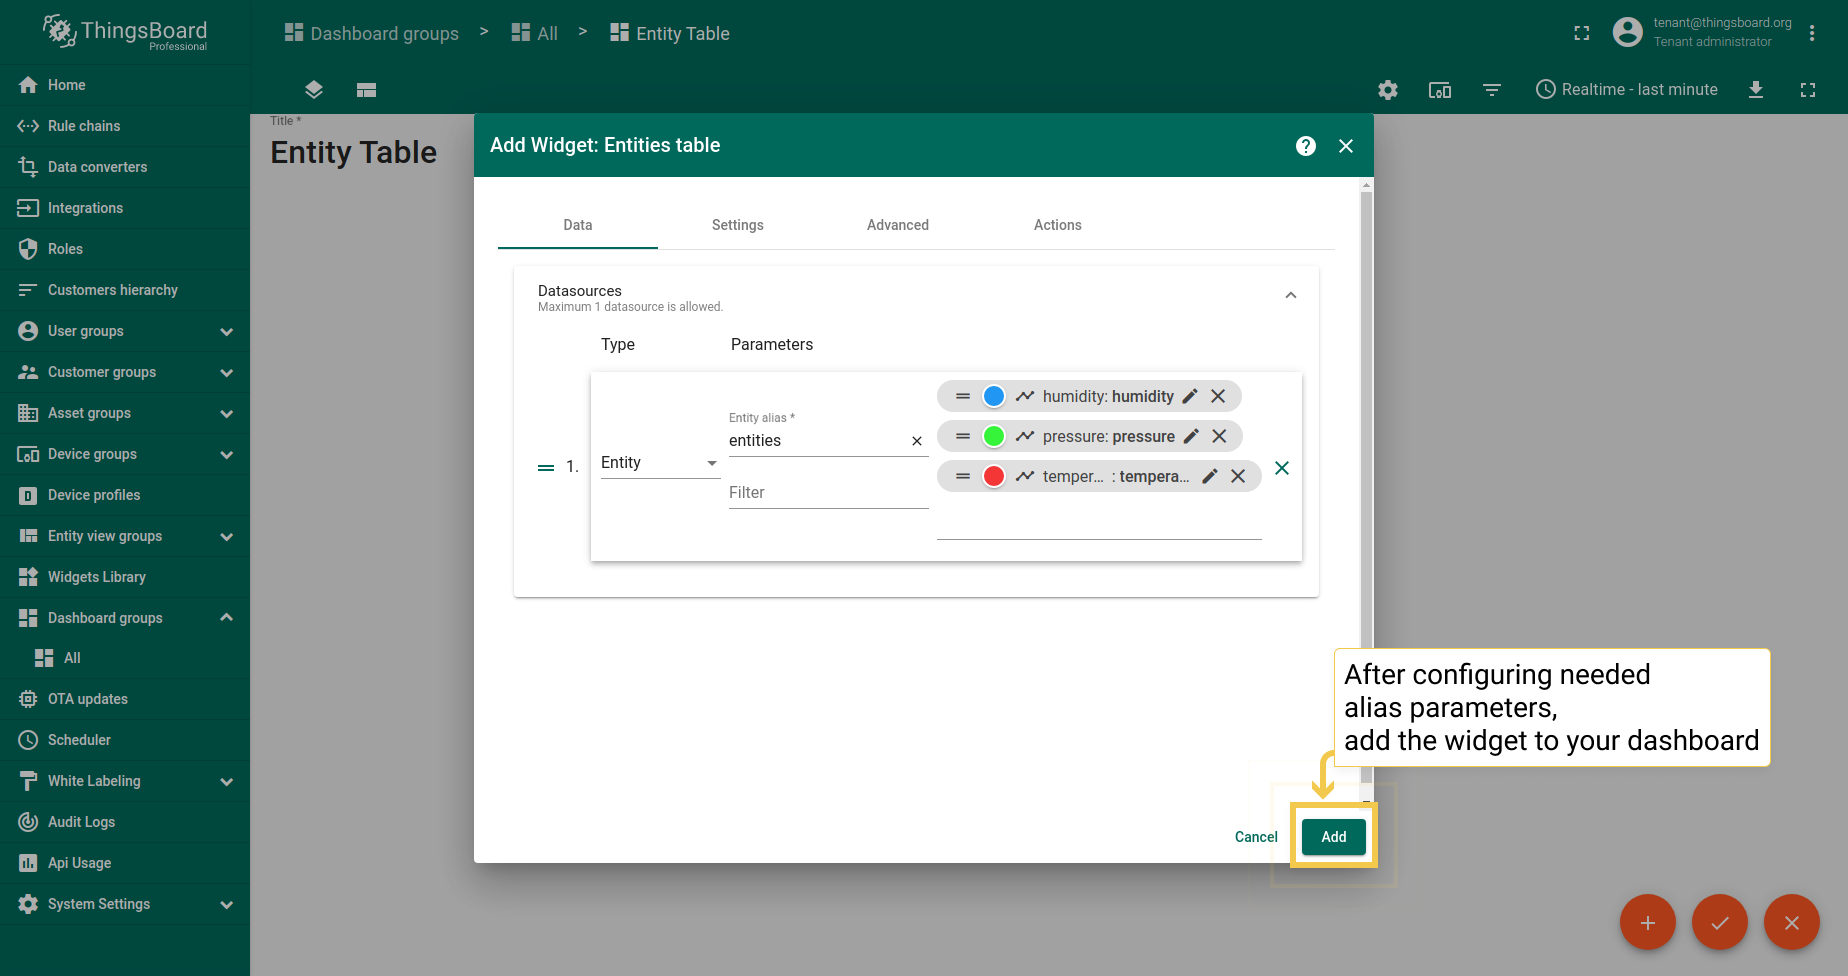 ThingsBoard
Professional
Dashboard groups > All > Entity Table
tenant@thingsboard.org
Tenant administrator
Realtime - last minute
Home
Rule chains
Data converters
Integrations
Roles
Customers hierarchy
User groups
Customer groups
Asset groups
Device groups
Device profiles
Entity view groups
Widgets Library
Dashboard groups
All
OTA updates
Scheduler
White Labeling
Audit Logs
Api Usage
System Settings
Title *
Entity Table
Add Widget: Entities table
Data Settings Advanced Actions
Datasources
Maximum 1 datasource is allowed.
Type Parameters
1.
Entity
Entity alias *
entities
Filter
humidity: humidity
pressure: pressure
temper... : tempera...
After configuring needed
alias parameters,
add the widget to your dashboard
Cancel Add